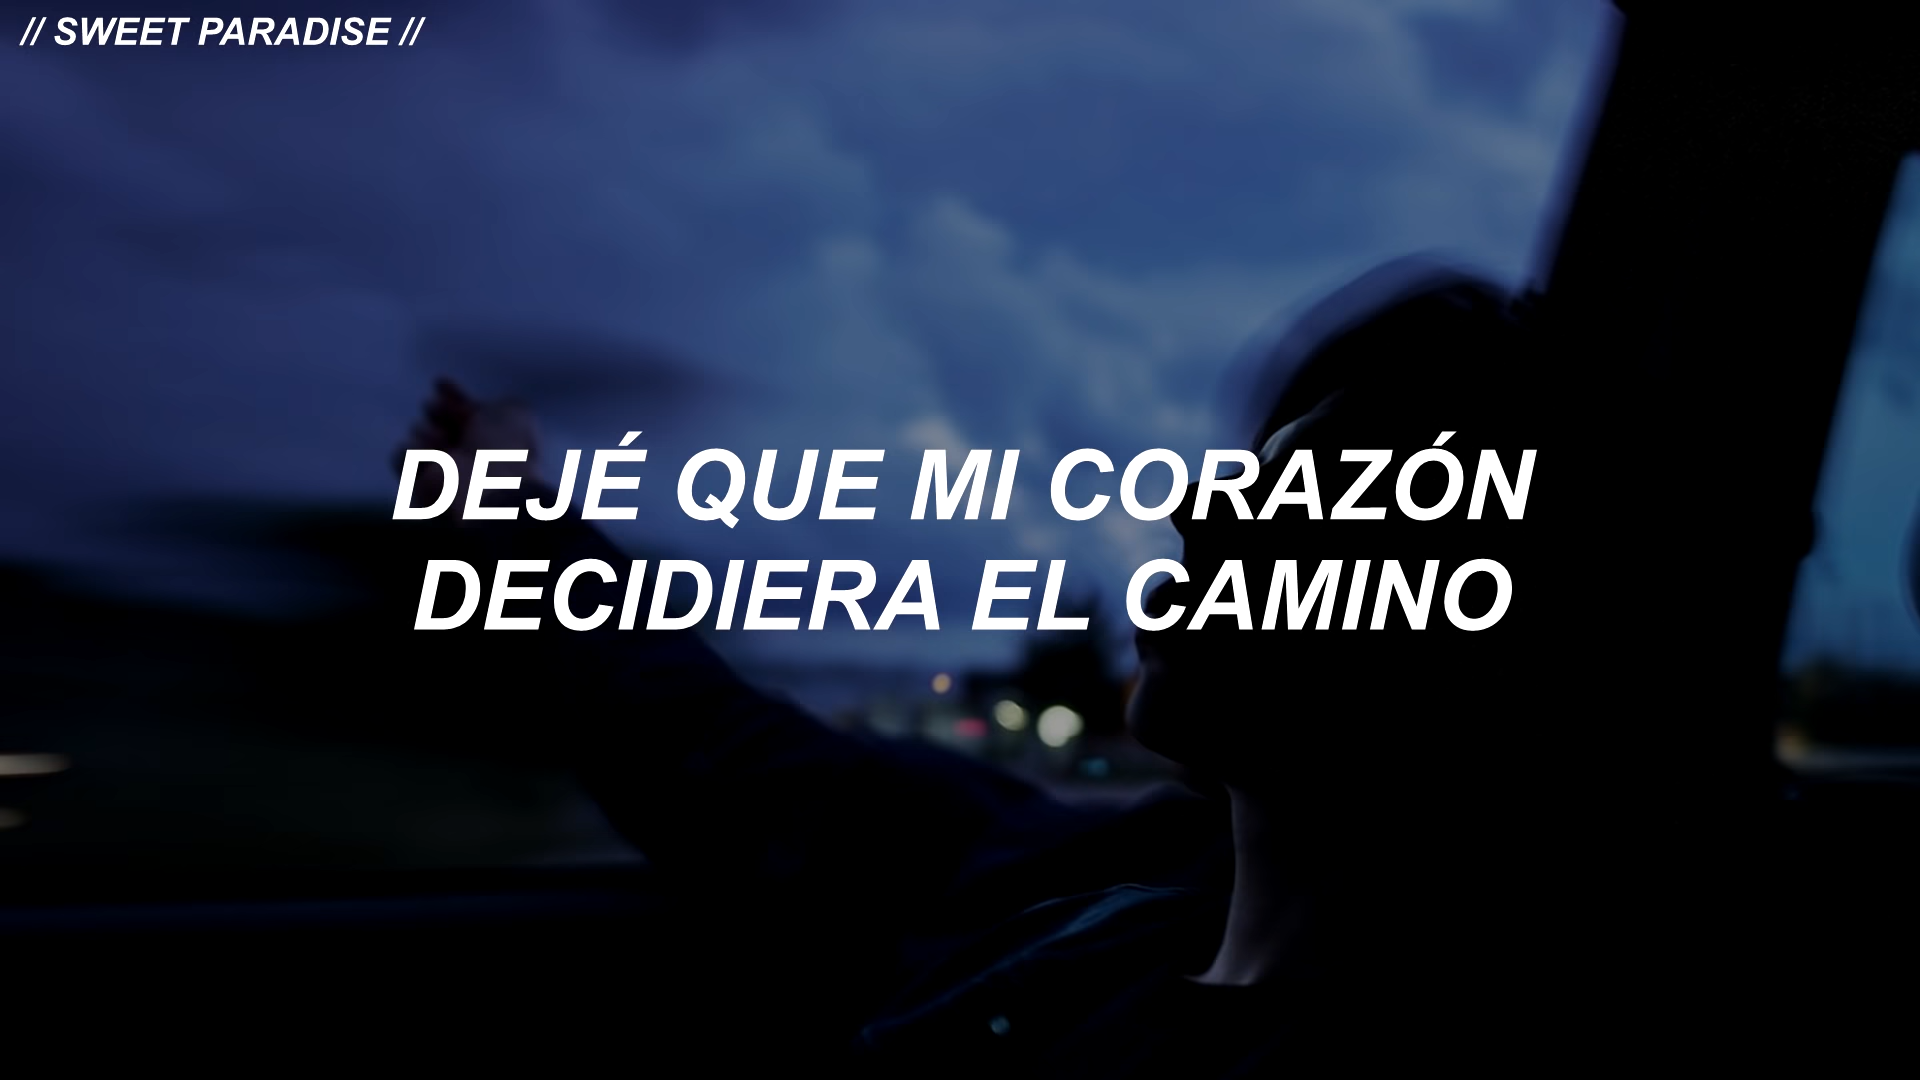 // SWEET PARADISE //
DEJÉ QUE MI CORAZÓN
DECIDIERA EL CAMINO